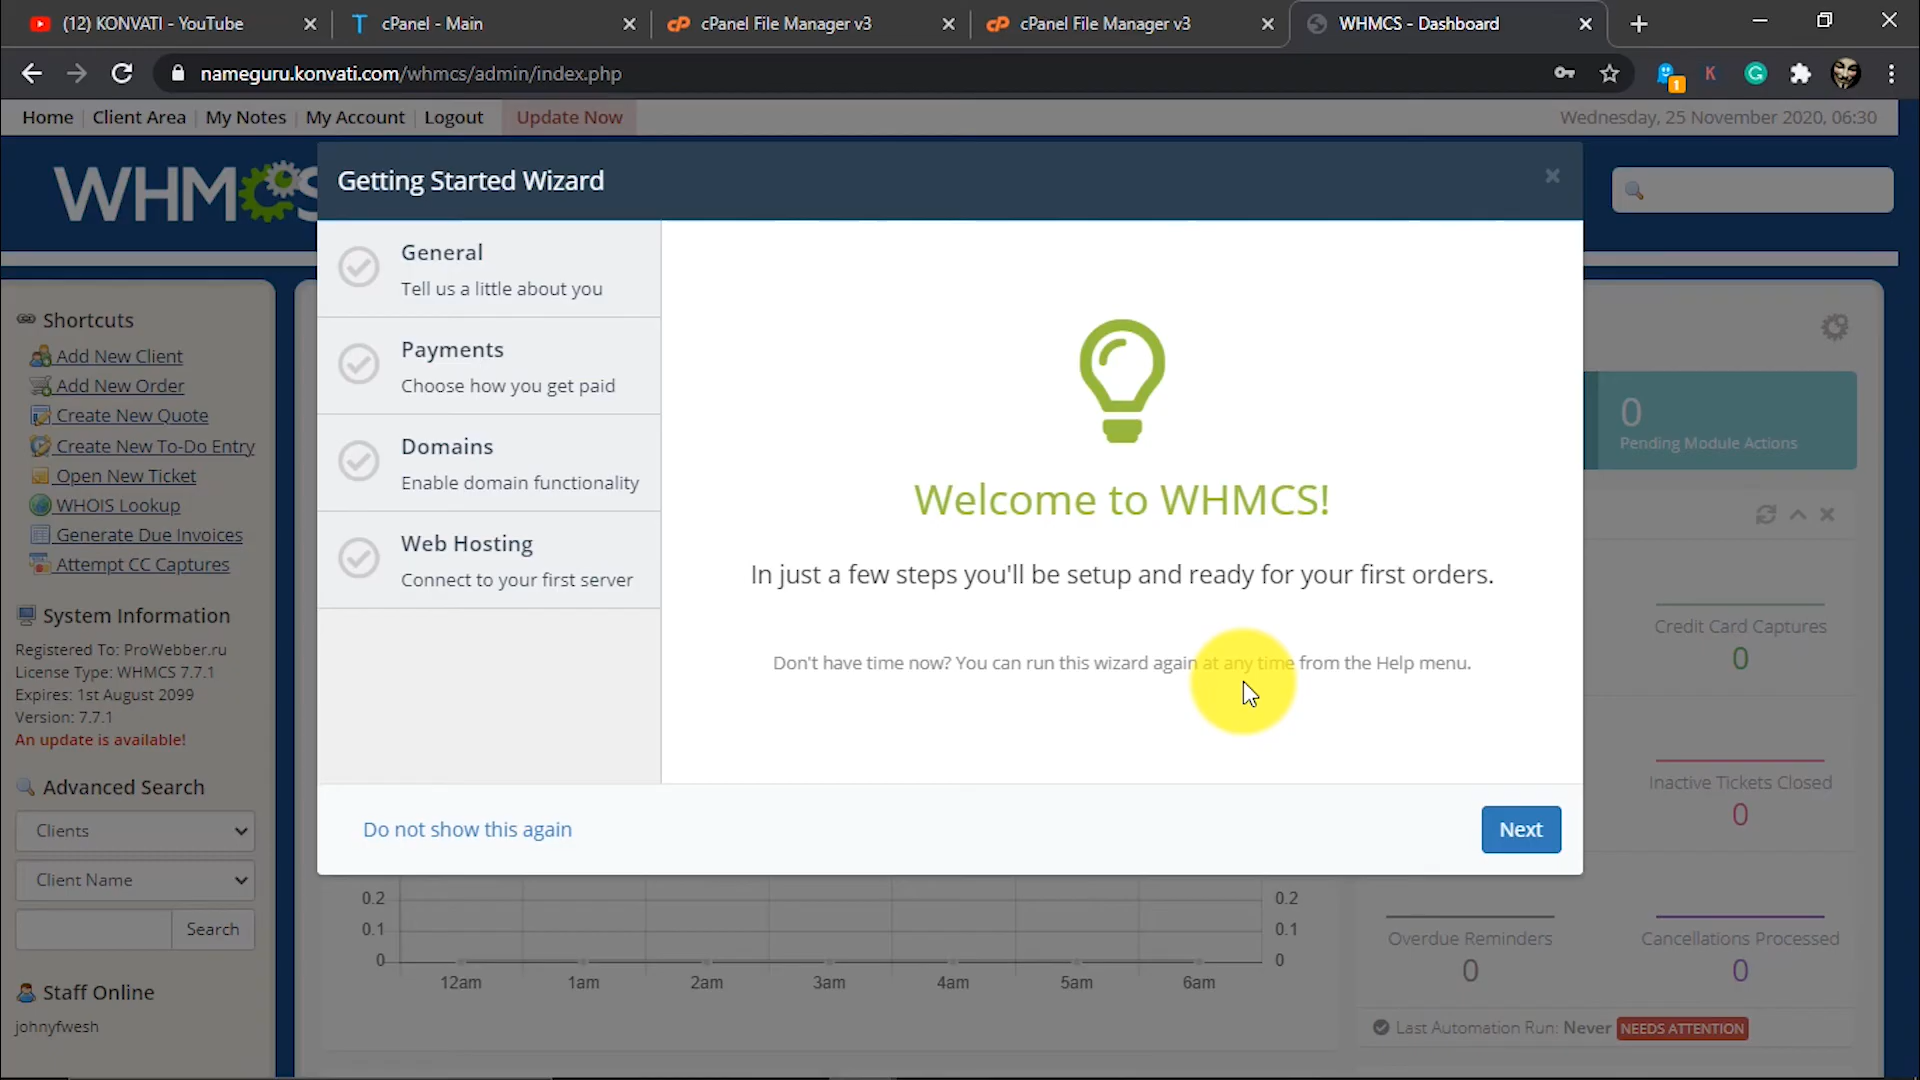 (12) KONVATI - YouTube
cPanel - Main
cPanel File Manager v3
cPanel File Manager v3
WHMCS - Dashboard
nameguru.konvati.com/whmcs/admin/index.php
K
G
1
Home
Client Area
My Notes
My Account
Logout
Update Now
Wednesday, 25 November 2020, 06:30
WHMCS
Getting Started Wizard
General
Tell us a little about you
Payments
Choose how you get paid
Domains
Enable domain functionality
Web Hosting
Connect to your first server
Welcome to WHMCS!
In just a few steps you'll be setup and ready for your first orders.
Don't have time now? You can run this wizard again at any time from the Help menu.
Do not show this again
Next
Shortcuts
Add New Client
Add New Order
Create New Quote
Create New To-Do Entry
Open New Ticket
WHOIS Lookup
Generate Due Invoices
Attempt CC Captures
System Information
Registered To: ProWebber.ru
License Type: WHMCS 7.7.1
Expires: 1st August 2099
Version: 7.7.1
An update is available!
Advanced Search
Clients
Client Name
Search
Staff Online
johnyfwesh
0
Pending Module Actions
Credit Card Captures
0
Inactive Tickets Closed
0
Overdue Reminders
0
Cancellations Processed
0
Last Automation Run: Never NEEDS ATTENTION
0.2
0.1
0
0.2
0.1
0
12am
1am
2am
3am
4am
5am
6am